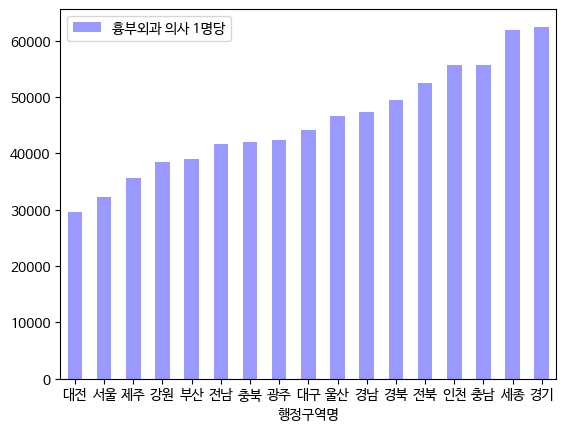 흉부외과 의사 1명당
60000
50000
40000
30000
20000
10000
0
대전 서울 제주 강원 부산 전남 충북 광주 대구 울산 경남 경북 전북 인천 충남 세종 경기
행정구역명